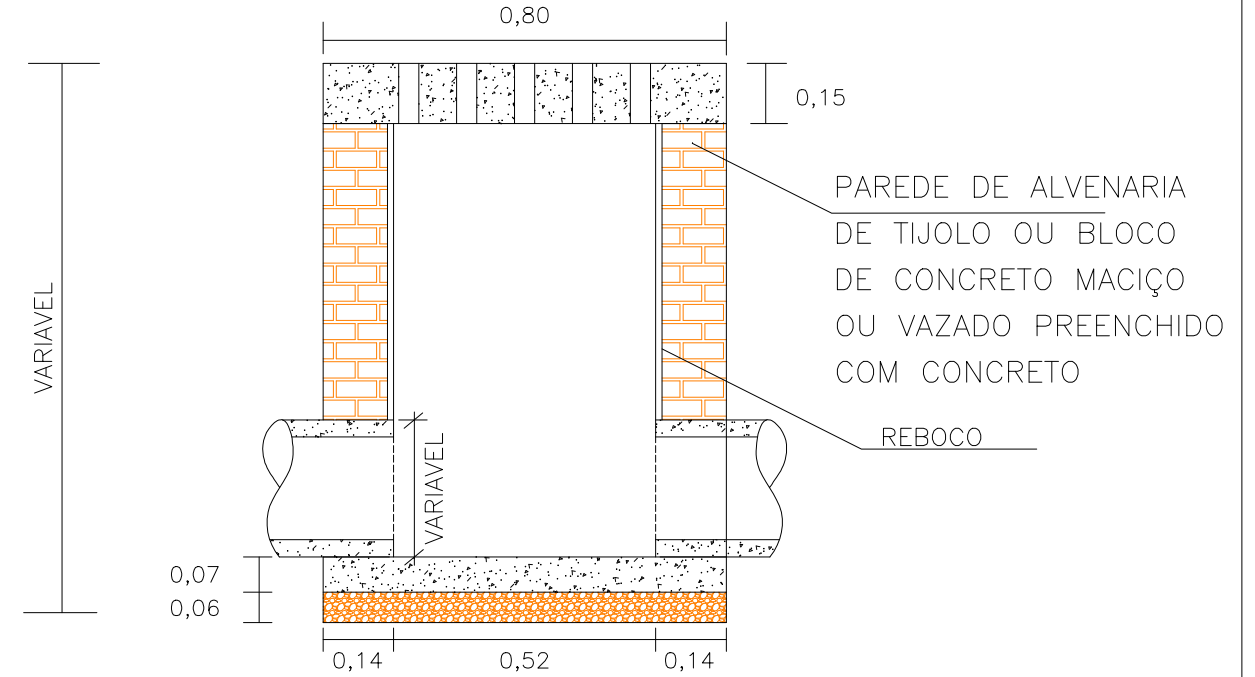 0,80
0,15
PAREDE DE ALVENARIA
DE TIJOLO OU BLOCO
DE CONCRETO MACIÇO
OU VAZADO PREENCHIDO
COM CONCRETO
VARIAVEL
REBOCO
VARIAVEL
0,07
0,06
0,14
0,52
0,14